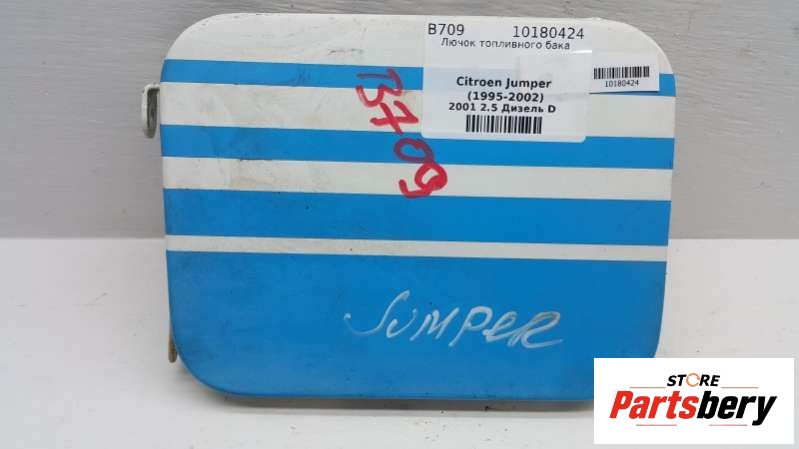 B709 10180424
Лючок топливного бака
Citroen Jumper
(1995-2002)
2001 2.5 Дизель D
10180424
B709
JUMPER
STORE
Partsbery